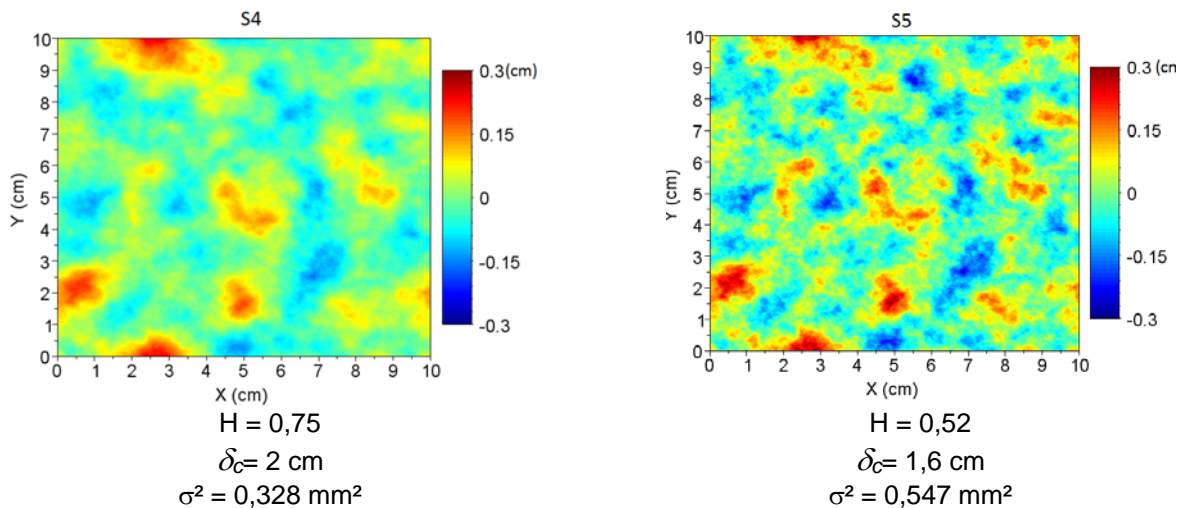 S4
10
9
8
7
6
5
4
3
2
1
0
Y (cm)
0 1 2 3 4 5 6 7 8 9 10
X (cm)
0.3(cm)
0.15
0
-0.15
-0.3
H = 0,75
δc= 2 cm
σ² = 0,328 mm²
S5
10
9
8
7
6
5
4
3
2
1
0
Y (cm)
0 1 2 3 4 5 6 7 8 9 10
X (cm)
0.3 (cm
0.15
0
-0.15
-0.3
H = 0,52
δc= 1,6 cm
σ² = 0,547 mm²